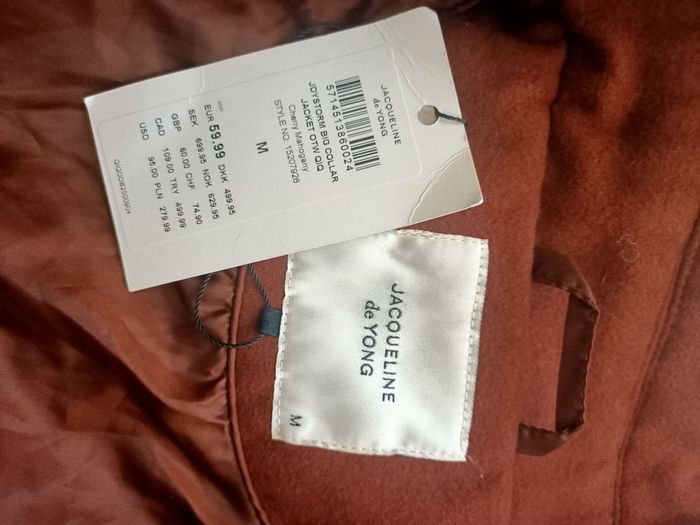 JACQUELINE
de YONG
5714513860024
JDYSTORM BIG COLLAR
JACKET OTW QIQ
Cherry Mahogany
STYLE NO. 15207926
M
EUR 59.99 DKK 499.95
SEK 699.95 NOK 629.95
GBP 60.00 CHF 74.90
CAD 109.00 TRY 499.99
USD 95.00 PLN 279.99
JACQUELINE
de YONG
M